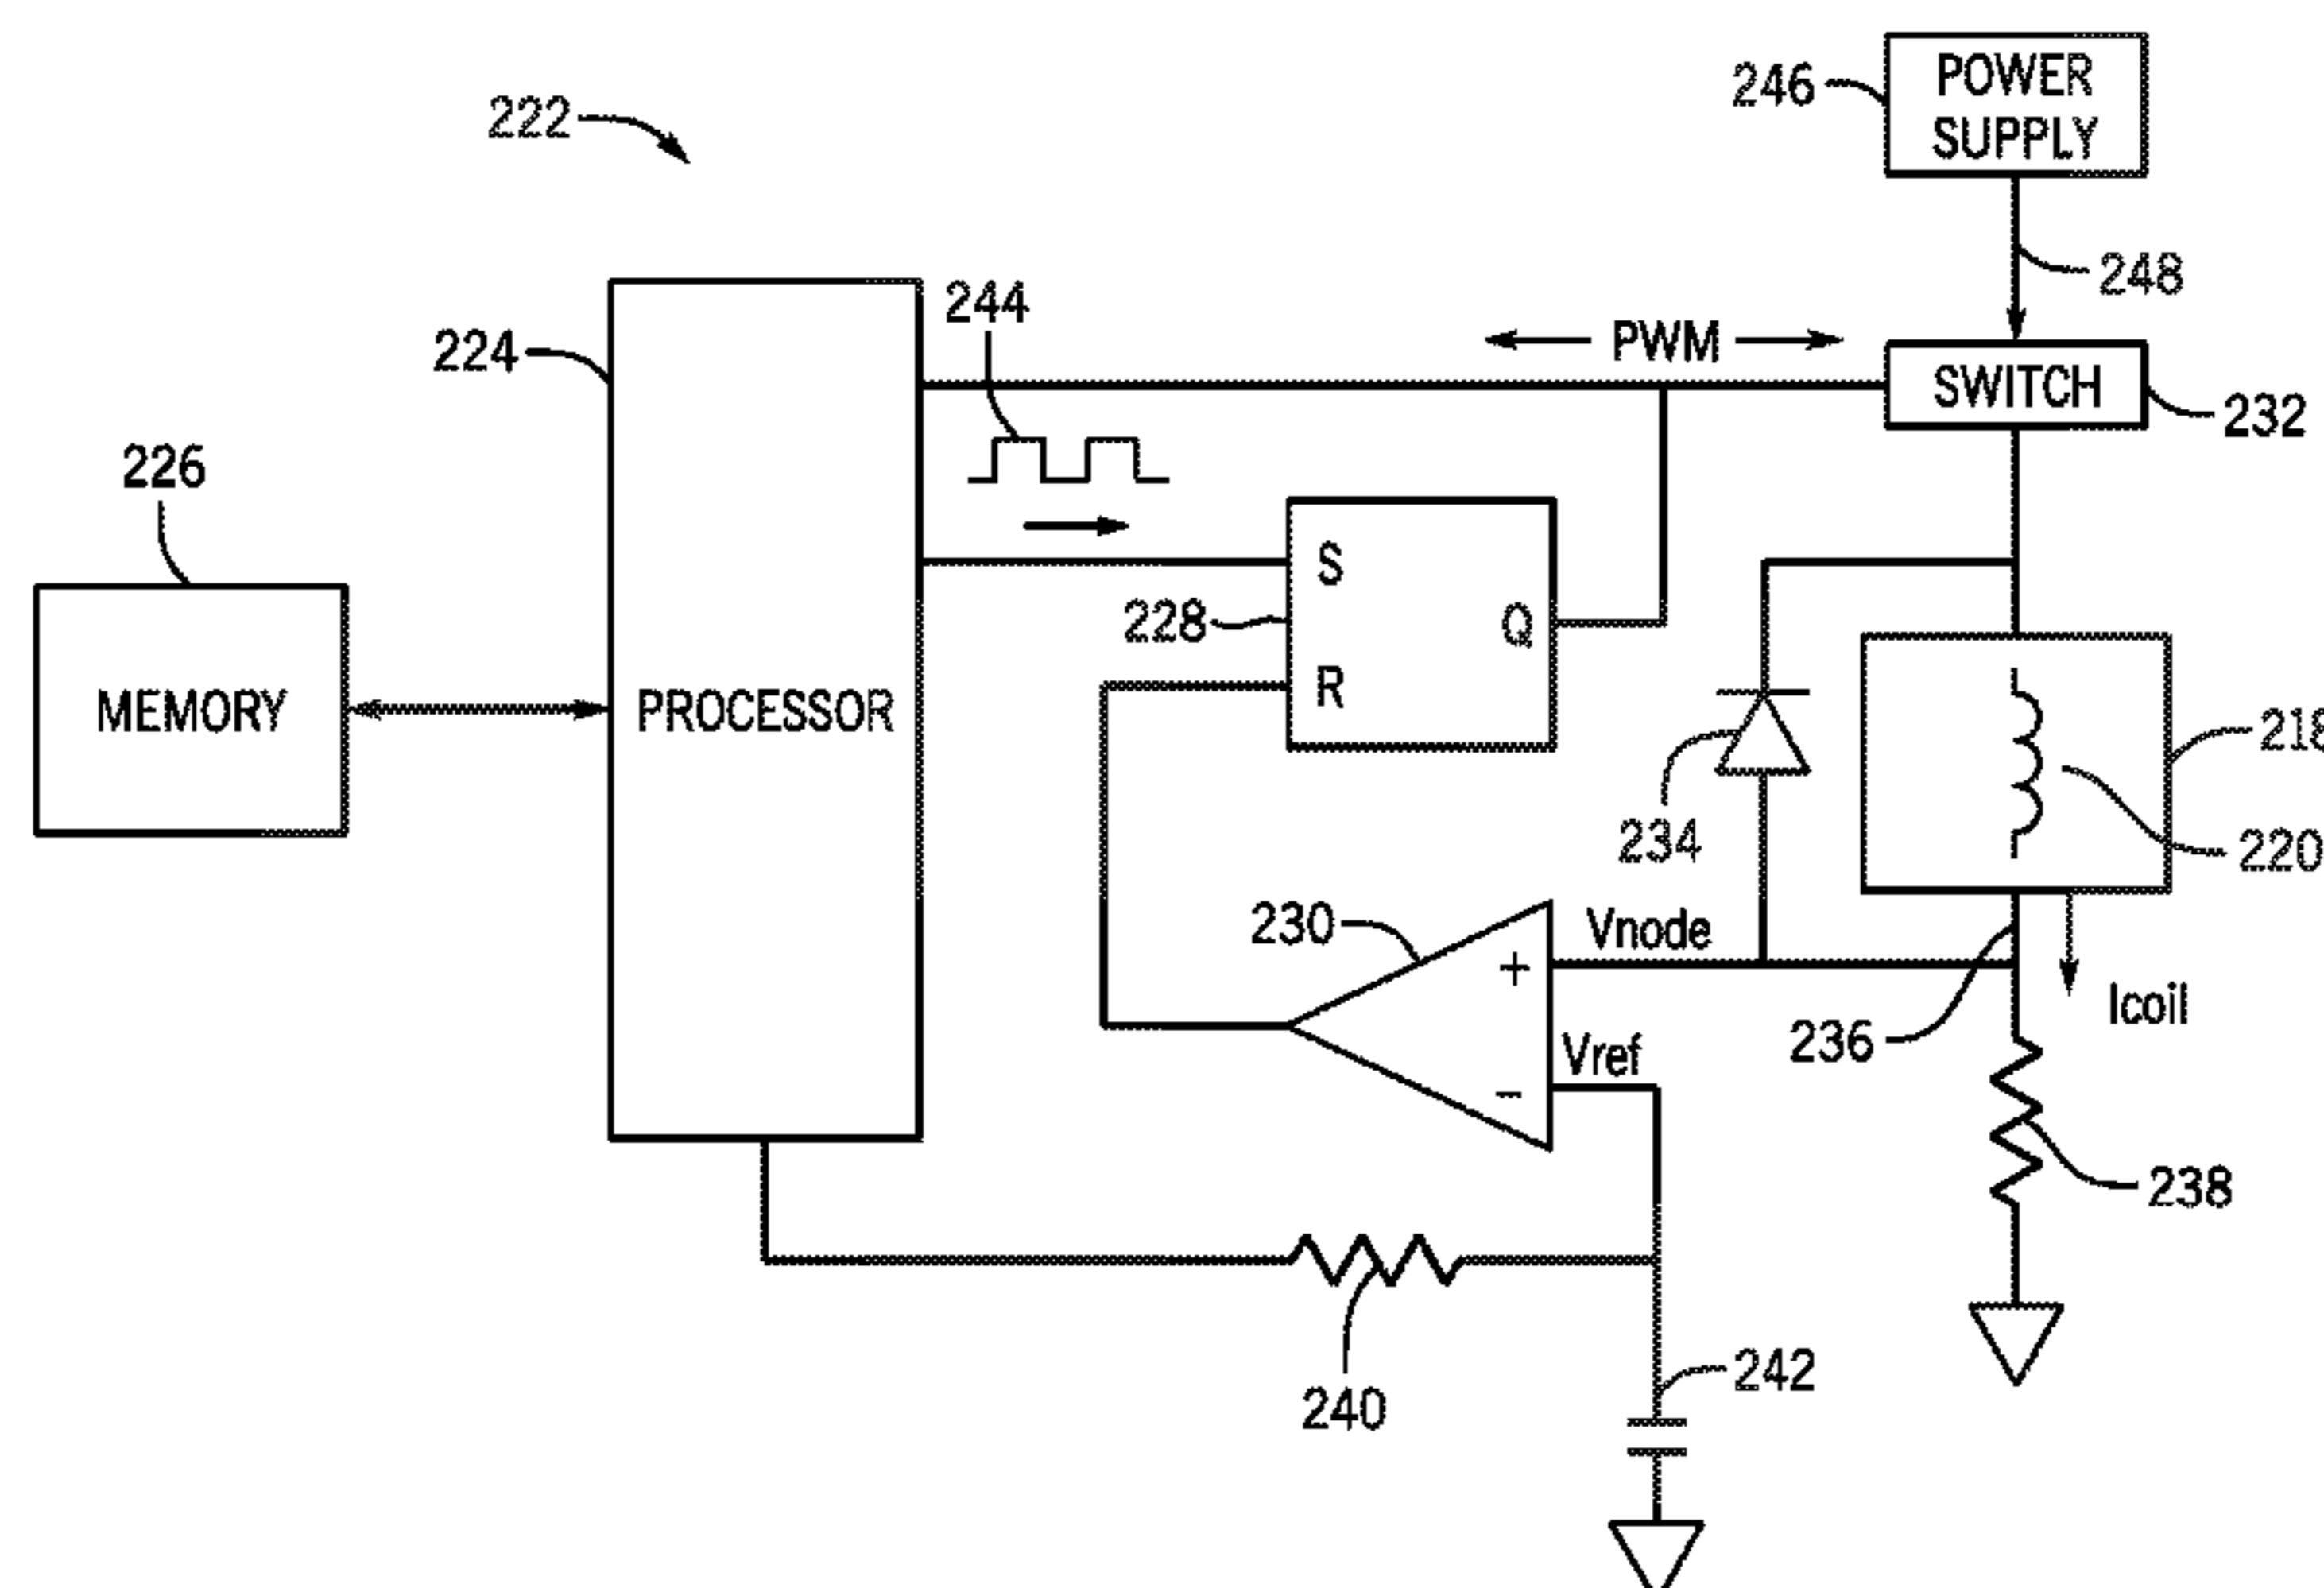 246
POWER
SUPPLY
222
248
244
PWM
224
SWITCH
232
226
S
228
Q
R
MEMORY
PROCESSOR
218
234
220
230
Vnode
+
Icoil
236
Vref
-
238
240
242